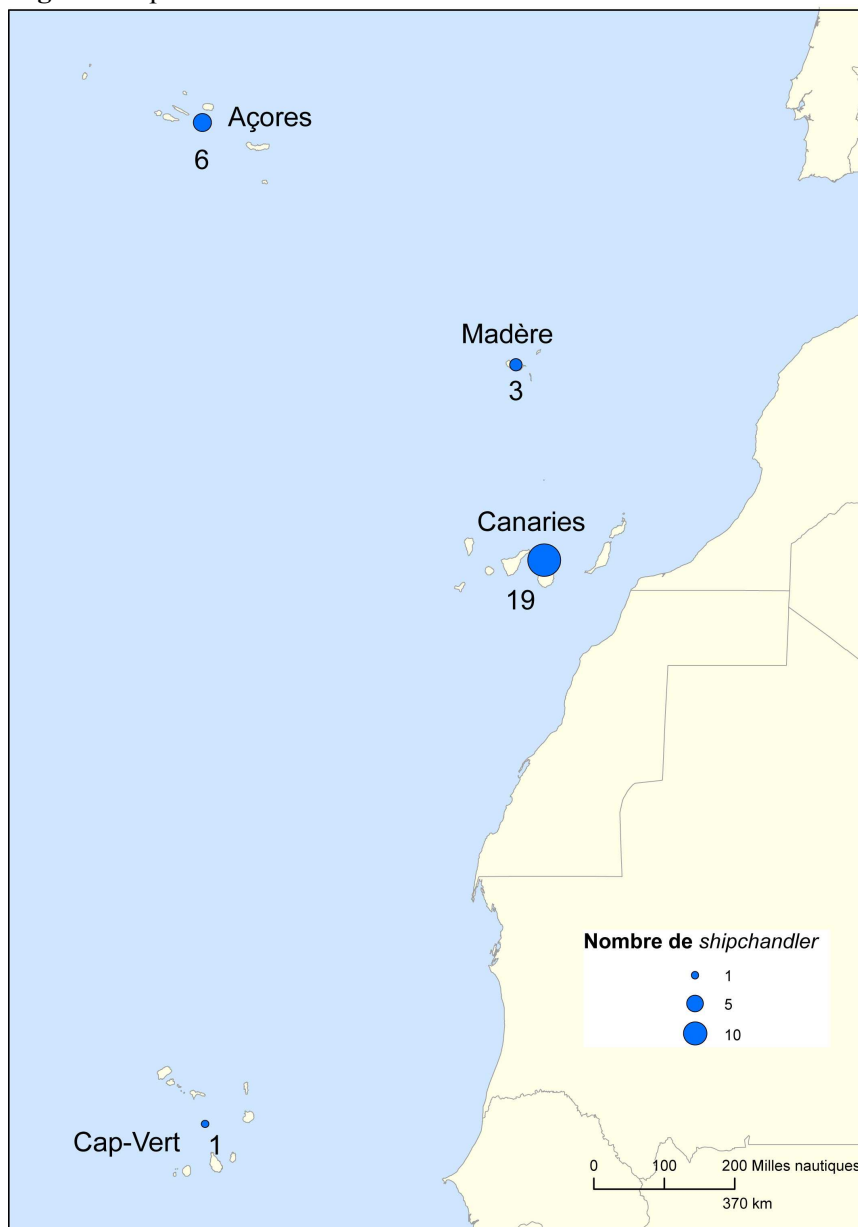 Açores
6
Madère
3
Canaries
19
Nombre de shipchandler
1
5
10
Cap-Vert
1
0 100 200 Milles nautiques
370 km